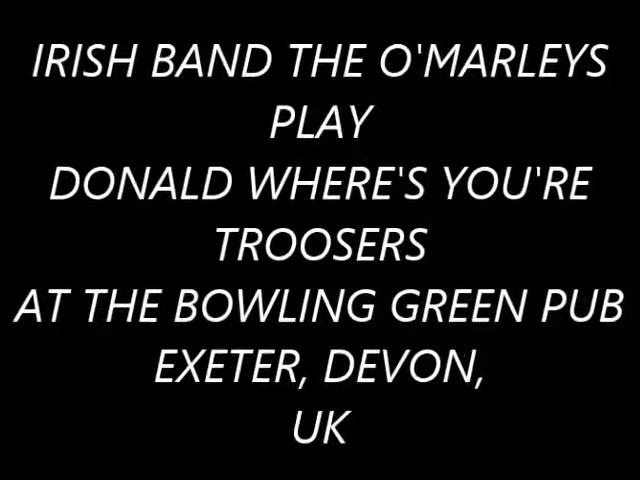 IRISH BAND THE O'MARLEYS
PLAY
DONALD WHERE'S YOU'RE
TROOSERS
AT THE BOWLING GREEN PUB
EXETER, DEVON,
UK